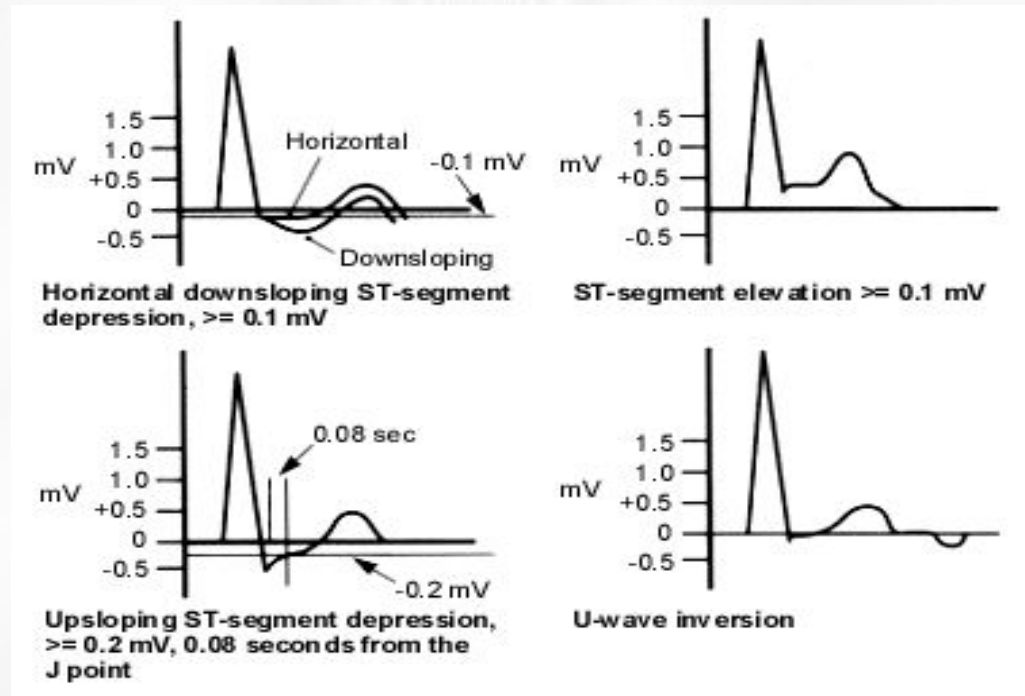 1.5
1.0
mV
+0.5
0
-0.5
Horizontal
-0.1 mV
Downsloping
Horizontal downsloping ST-segment
depression, >= 0.1 mV
1.5
1.0
mV
+0.5
0
-0.5
ST-segment elevation >= 0.1 mV
1.5
1.0
mV
+0.5
0
-0.5
0.08 sec
-0.2 mV
Upsloping ST-segment depression,
>= 0.2 mV, 0.08 seconds from the
J point
1.5
1.0
mV
+0.5
0
-0.5
U-wave inversion